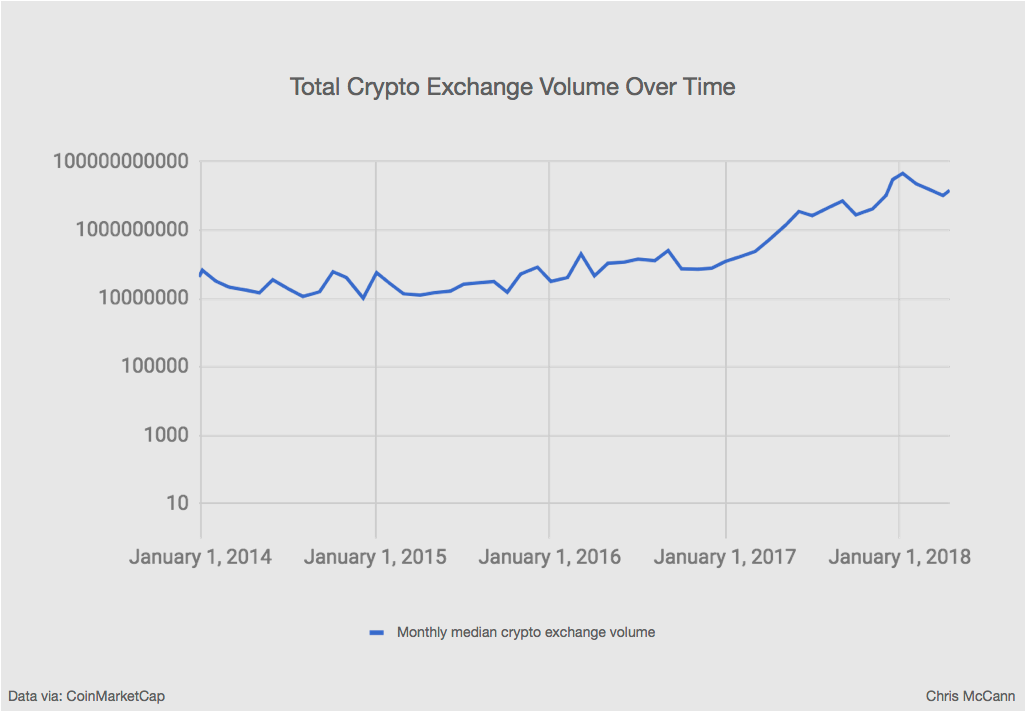 Total Crypto Exchange Volume Over Time
100000000000
1000000000
10000000
100000
1000
10
January 1, 2014 January 1, 2015 January 1, 2016 January 1, 2017 January 1, 2018
Monthly median crypto exchange volume
Data via: CoinMarketCap Chris McCann